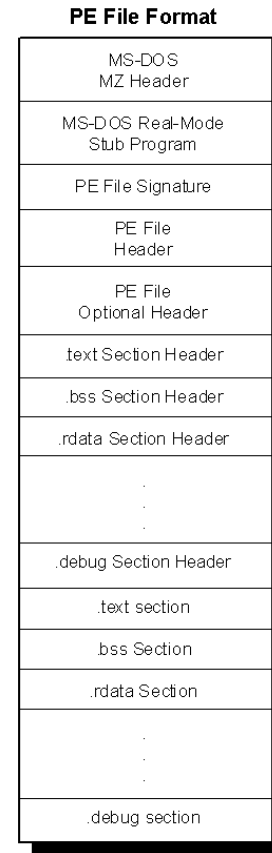 PE File Format
MS-DOS
MZ Header
MS-DOS Real-Mode
Stub Program
PE File Signature
PE File
Header
PE File
Optional Header
.text Section Header
.bss Section Header
.rdata Section Header
.
.
.
.debug Section Header
.text section
.bss Section
.rdata Section
.
.
.
.debug section